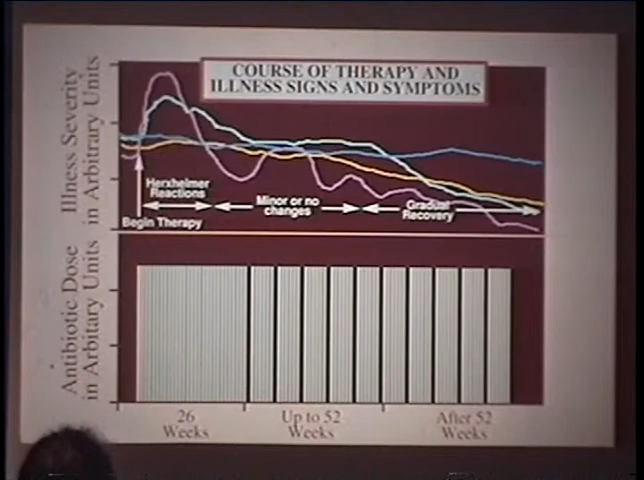 COURSE OF THERAPY AND
ILLNESS SIGNS AND SYMPTOMS
Illness Severity
in Arbitrary Units
Herxheimer
Reactions
Minor or no
changes
Gradual
Recovery
Begin Therapy
Antibiotic Dose
in Arbitary Units
26
Weeks
Up to 52
Weeks
After 52
Weeks